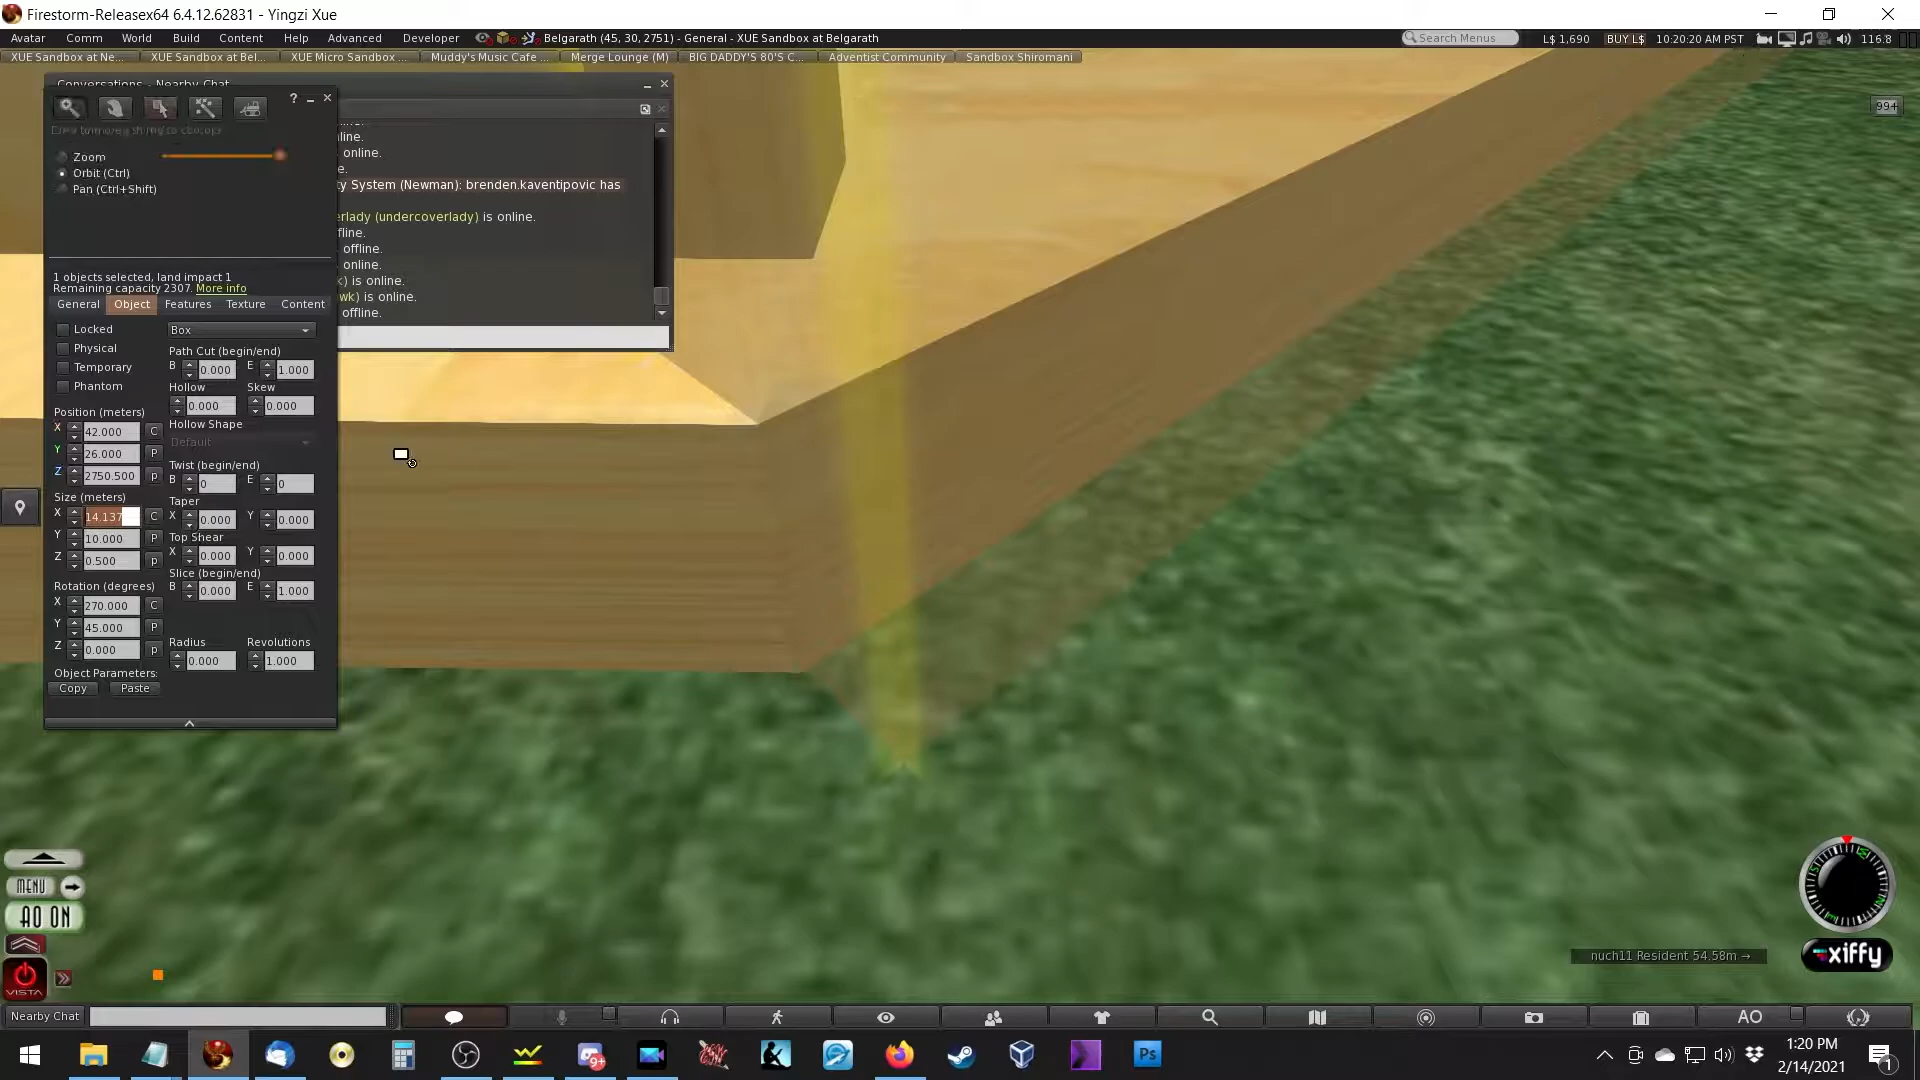 Firestorm-Releasex64 6.4.12.62831 - Yingzi Xue
Avatar Comm World Build Content Help Advanced Developer Belgarath (45, 30, 2751) - General - XUE Sandbox at Belgarath Search Menus L$ 1,690 BUY L$ 10:20:20 AM PST 116.8
XUE Sandbox at Ne... XUE Sandbox at Bel... XUE Micro Sandbox ... Muddy's Music Cafe ... Merge Lounge (M) BIG DADDY'S 80'S C... Adventist Community Sandbox Shiromani
Conversations - Nearby Chat
99+
Zoom
Orbit (Ctrl)
Pan (Ctrl+Shift)
online.
ty System (Newman): brenden.kaventipovic has
erlady (undercoverlady) is online.
offline.
online.
k) is online.
wk) is online.
offline.
1 objects selected, land impact 1
Remaining capacity 2307. More info
General Object Features Texture Content
Locked
Physical
Temporary
Phantom
Box
Path Cut (begin/end)
B 0.000 E 1.000
Hollow Skew
0.000 0.000
Hollow Shape
Default
Position (meters)
X 42.000 C
Y 26.000 P
Z 2750.500 p
Twist (begin/end)
B 0 E 0
Size (meters)
X 14.137 C
Y 10.000 P
Z 0.500 p
Taper
X 0.000 Y 0.000
Top Shear
X 0.000 Y 0.000
Slice (begin/end)
B 0.000 E 1.000
Rotation (degrees)
X 270.000 C
Y 45.000 P
Z 0.000 p
Radius Revolutions
0.000 1.000
Object Parameters:
Copy Paste
MENU
AO ON
VISTA
nuch11 Resident 54.58m →
xiffy
Nearby Chat
AO
9+
Ps
1:20 PM
2/14/2021
1